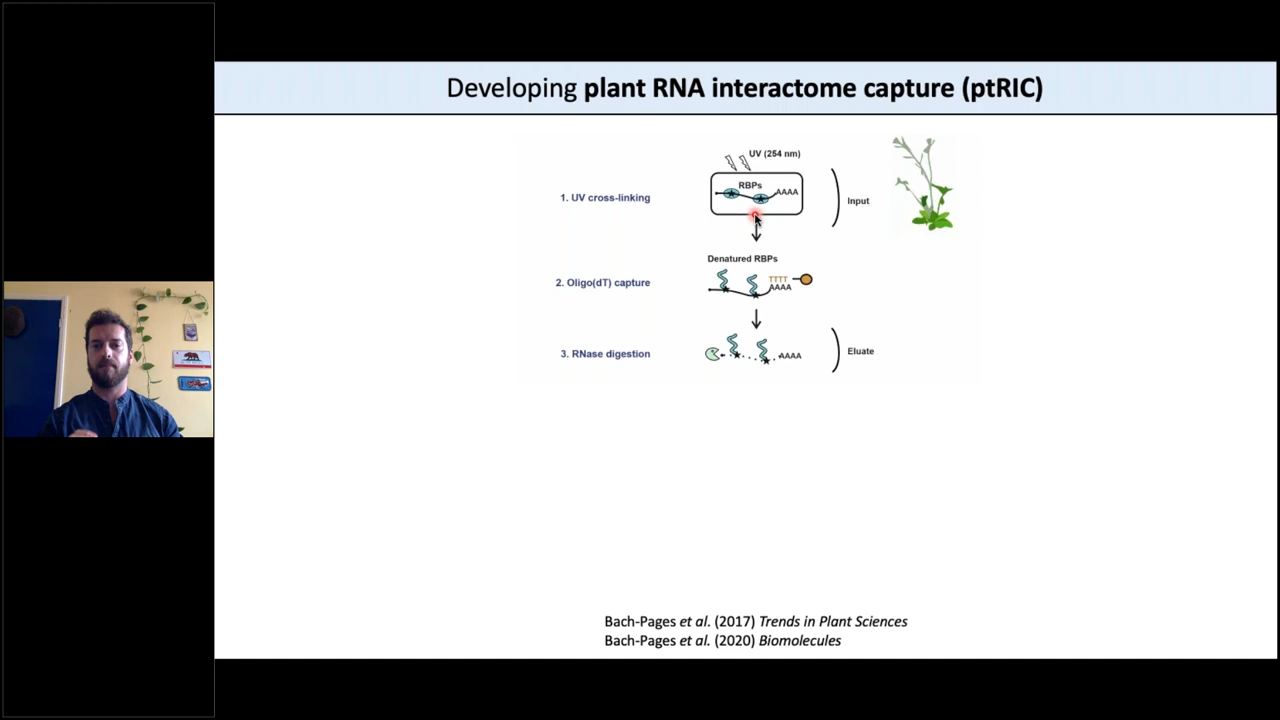 Developing plant RNA interactome capture (ptRIC)
UV (254 nm)
RBPs
AAAA
1. UV cross-linking
Input
Denatured RBPs
TTTT
AAAA
2. Oligo(dT) capture
3. RNase digestion
AAAA
Eluate
Bach-Pages et al. (2017) Trends in Plant Sciences
Bach-Pages et al. (2020) Biomolecules